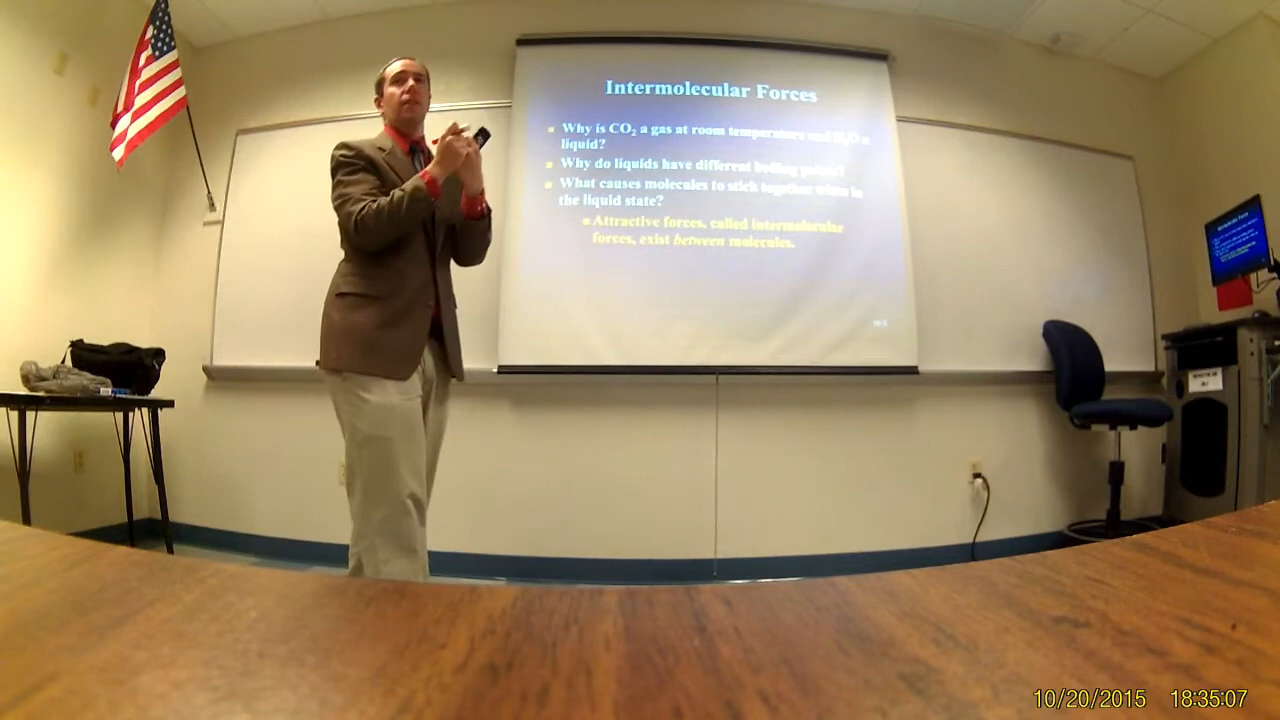 Intermolecular Forces
Why is CO₂ a gas at room temperature and H₂O a
liquid?
Why do liquids have different boiling points?
What causes molecules to stick together when in
the liquid state?
Attractive forces, called intermolecular
forces, exist between molecules.
10/20/2015 18:35:07